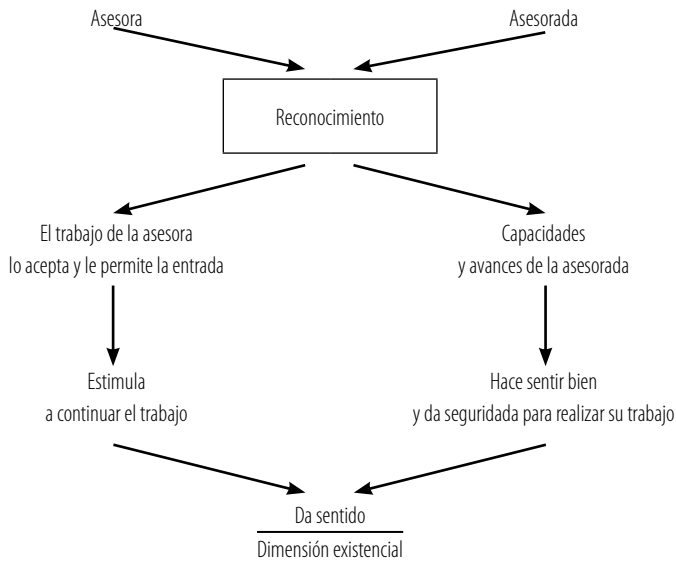 Asesora
Asesorada
Reconocimiento
El trabajo de la asesora
lo acepta y le permite la entrada
Capacidades
y avances de la asesorada
Estimula
a continuar el trabajo
Hace sentir bien
y da seguridada para realizar su trabajo
Da sentido
Dimensión existencial